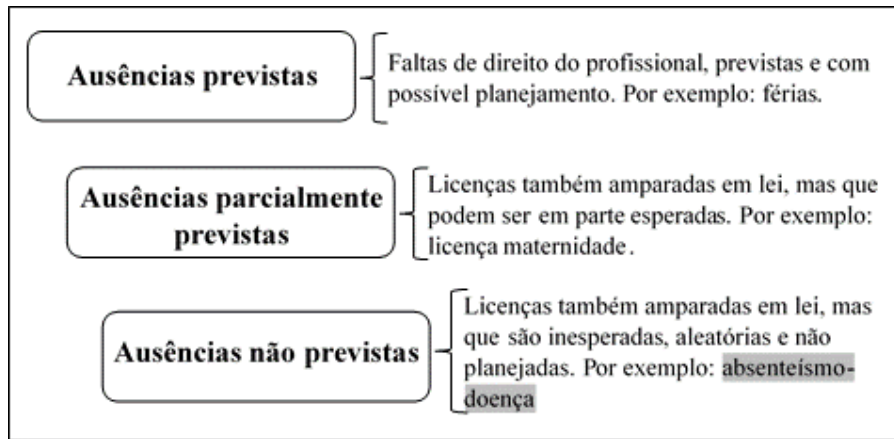 Ausências previstas
Faltas de direito do profissional, previstas e com
possível planejamento. Por exemplo: férias.
Ausências parcialmente
previstas
Licenças também amparadas em lei, mas que
podem ser em parte esperadas. Por exemplo:
licença maternidade.
Ausências não previstas
Licenças também amparadas em lei, mas
que são inesperadas, aleatórias e não
planejadas. Por exemplo: absenteísmo-
doença